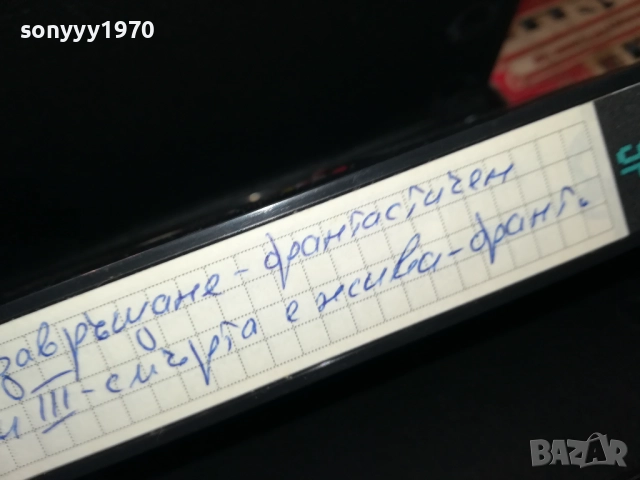 sonyyy1970
завръщане - фантастичен
III - смърта е жива - фант.
BAZAR